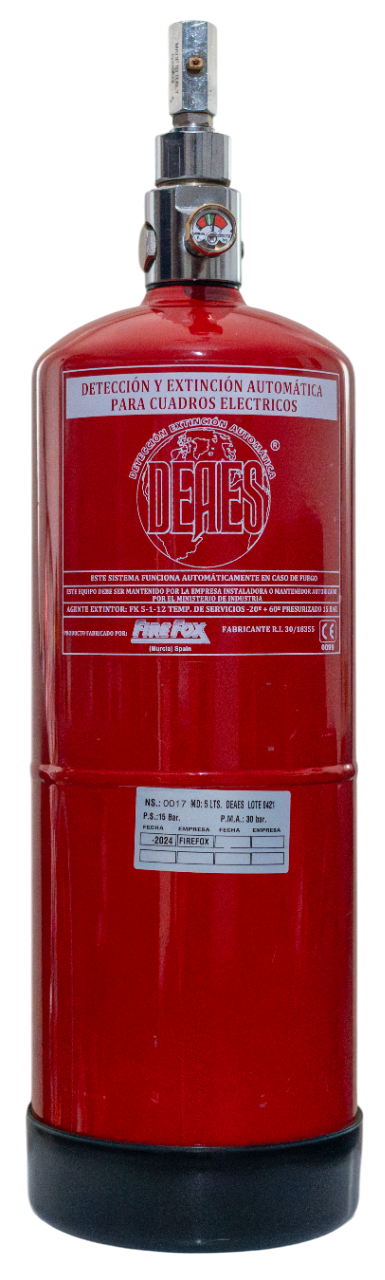 DETECCIÓN Y EXTINCIÓN AUTOMÁTICA
PARA CUADROS ELECTRICOS
DETECCIÓN EXTINCIÓN AUTOMÁTICA
®
DEAES
ESTE SISTEMA FUNCIONA AUTOMÁTICAMENTE EN CASO DE FUEGO
ESTE EQUIPO DEBE SER MANTENIDO POR LA EMPRESA INSTALADORA O MANTENEDOR
POR EL MINISTERIO DE INDUSTRIA
AGENTE EXTINTOR: FK 5-1-12 TEMP. DE SERVICIOS -20º + 60º PRESURIZADO 15 BAR
PRODUCTO FABRICADO POR: FIREFOX FABRICANTE R.I. 30/18355 CE
(Murcia) Spain 0099
NS.: 0017 MD: 5 LTS. DEAES LOTE 0421
P.S.:15 Bar. P.M.A.: 30 bar.
FECHA EMPRESA FECHA EMPRESA
-2024 FIREFOX